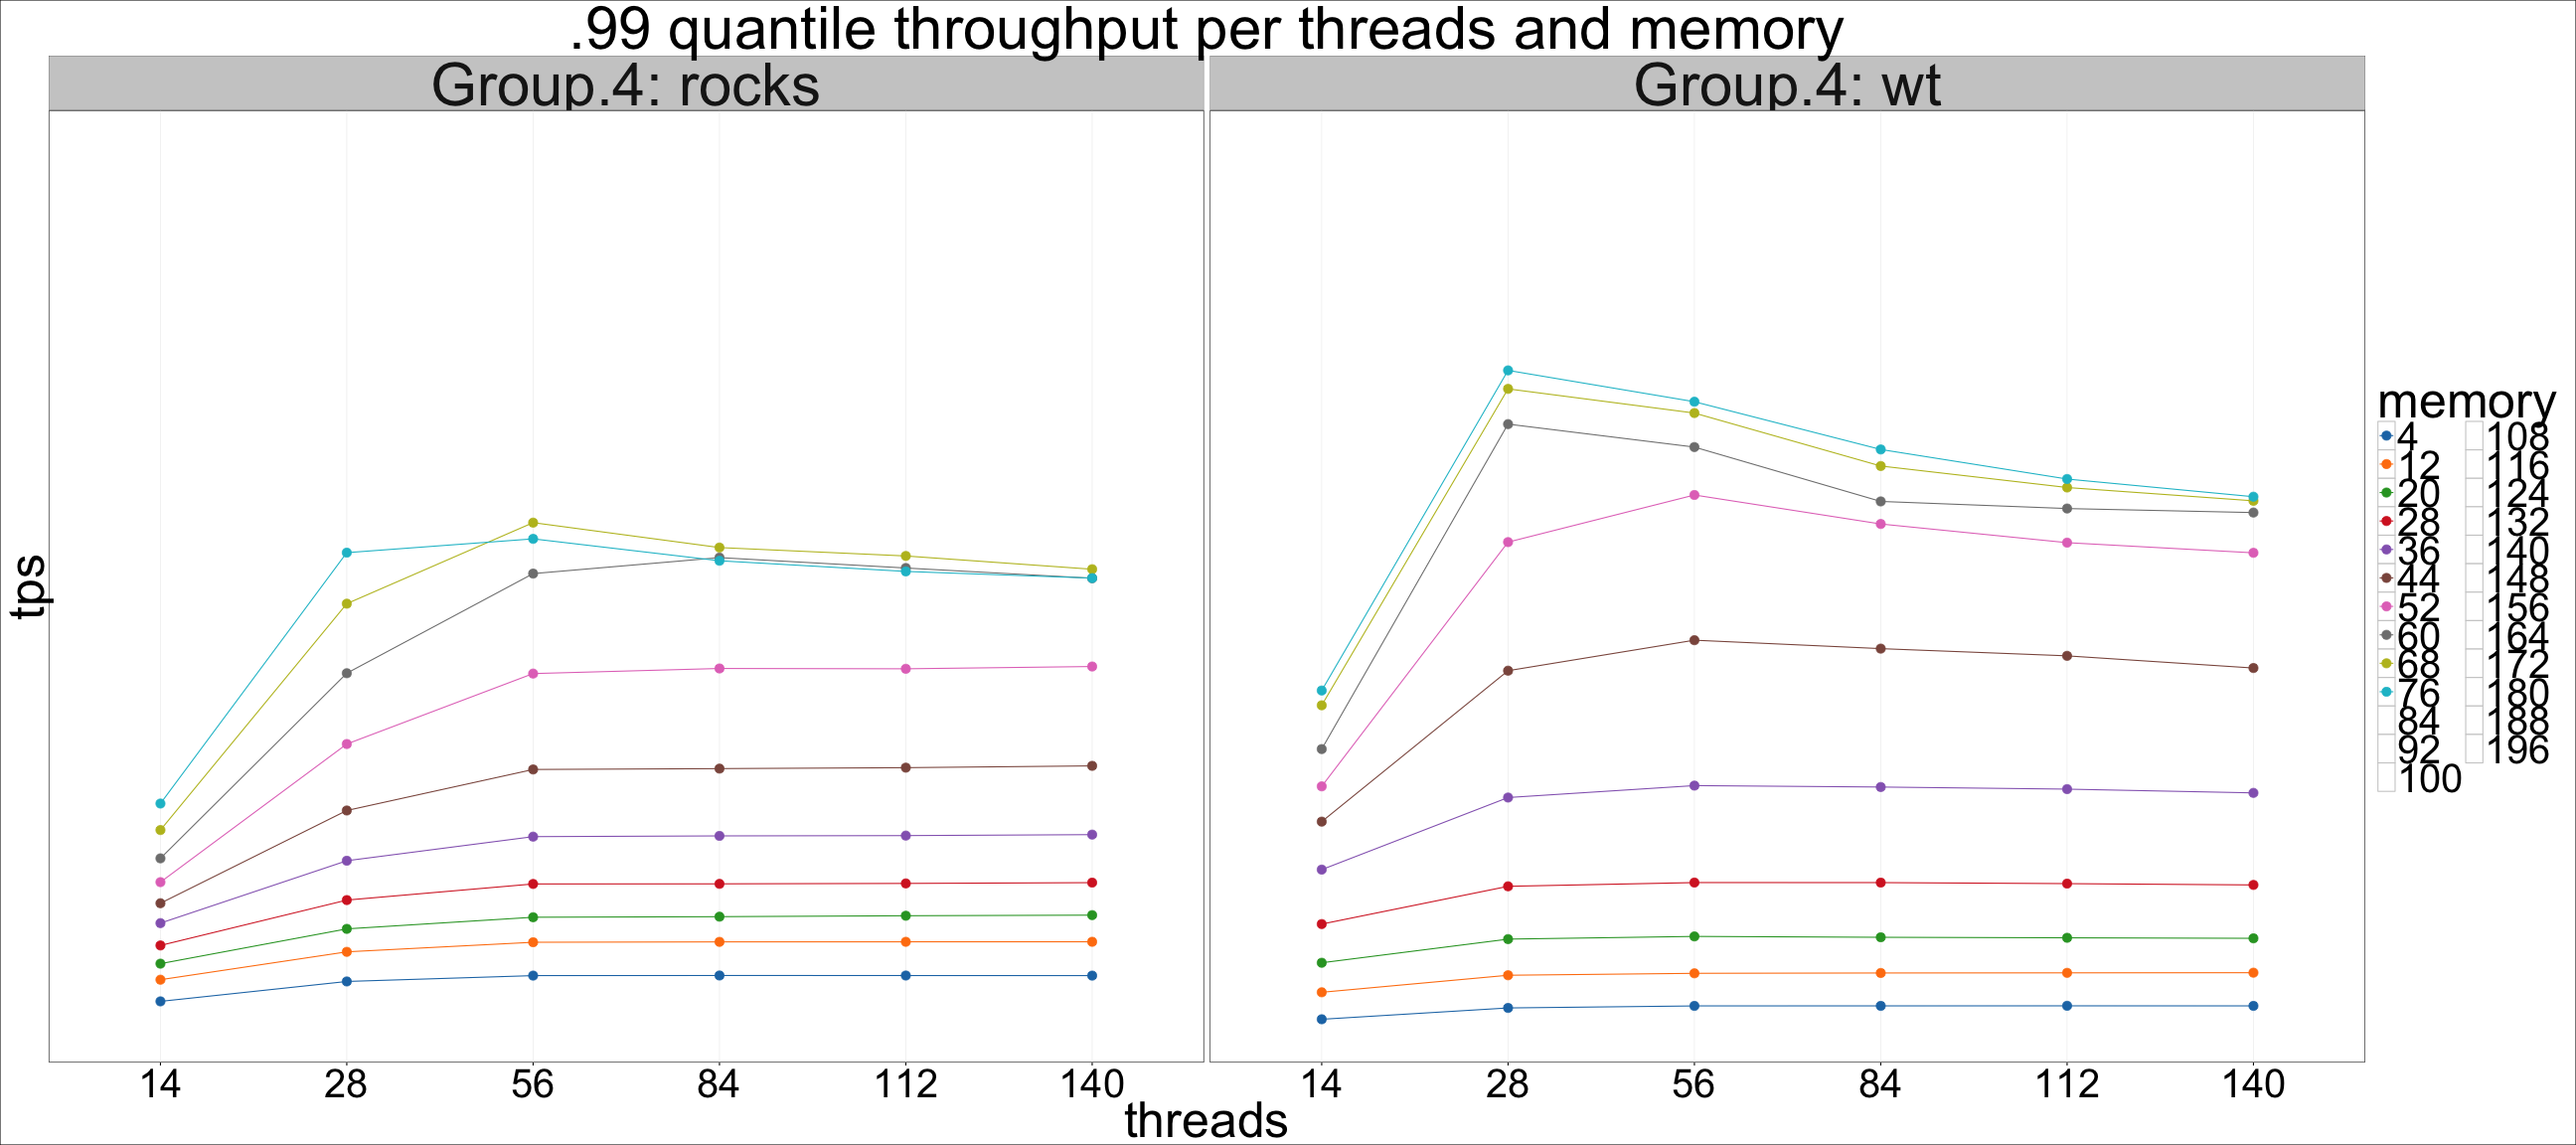 .99 quantile throughput per threads and memory
Group.4: rocks
Group.4: wt
tps
14 28 56 84 112 140
14 28 56 84 112 140
threads
memory
4 108
12 116
20 124
28 132
36 140
44 148
52 156
60 164
68 172
76 180
84 188
92 196
100